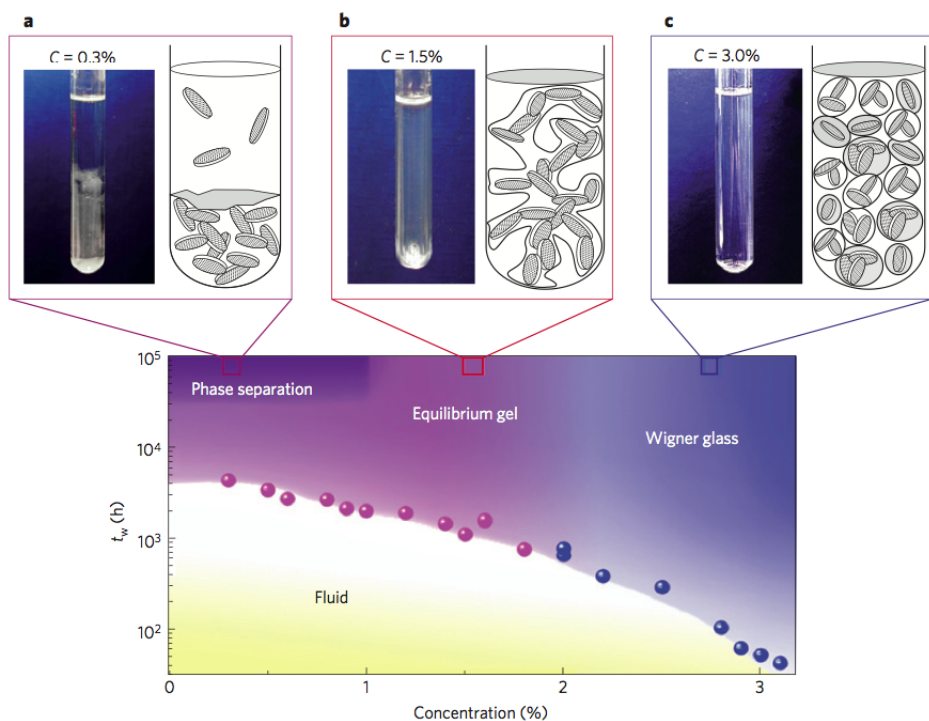 a
b
c
C = 0.3%
C = 1.5%
C = 3.0%
10⁵
Phase separation
Equilibrium gel
Wigner glass
10⁴
t_w (h)
10³
Fluid
10²
0
1
2
3
Concentration (%)